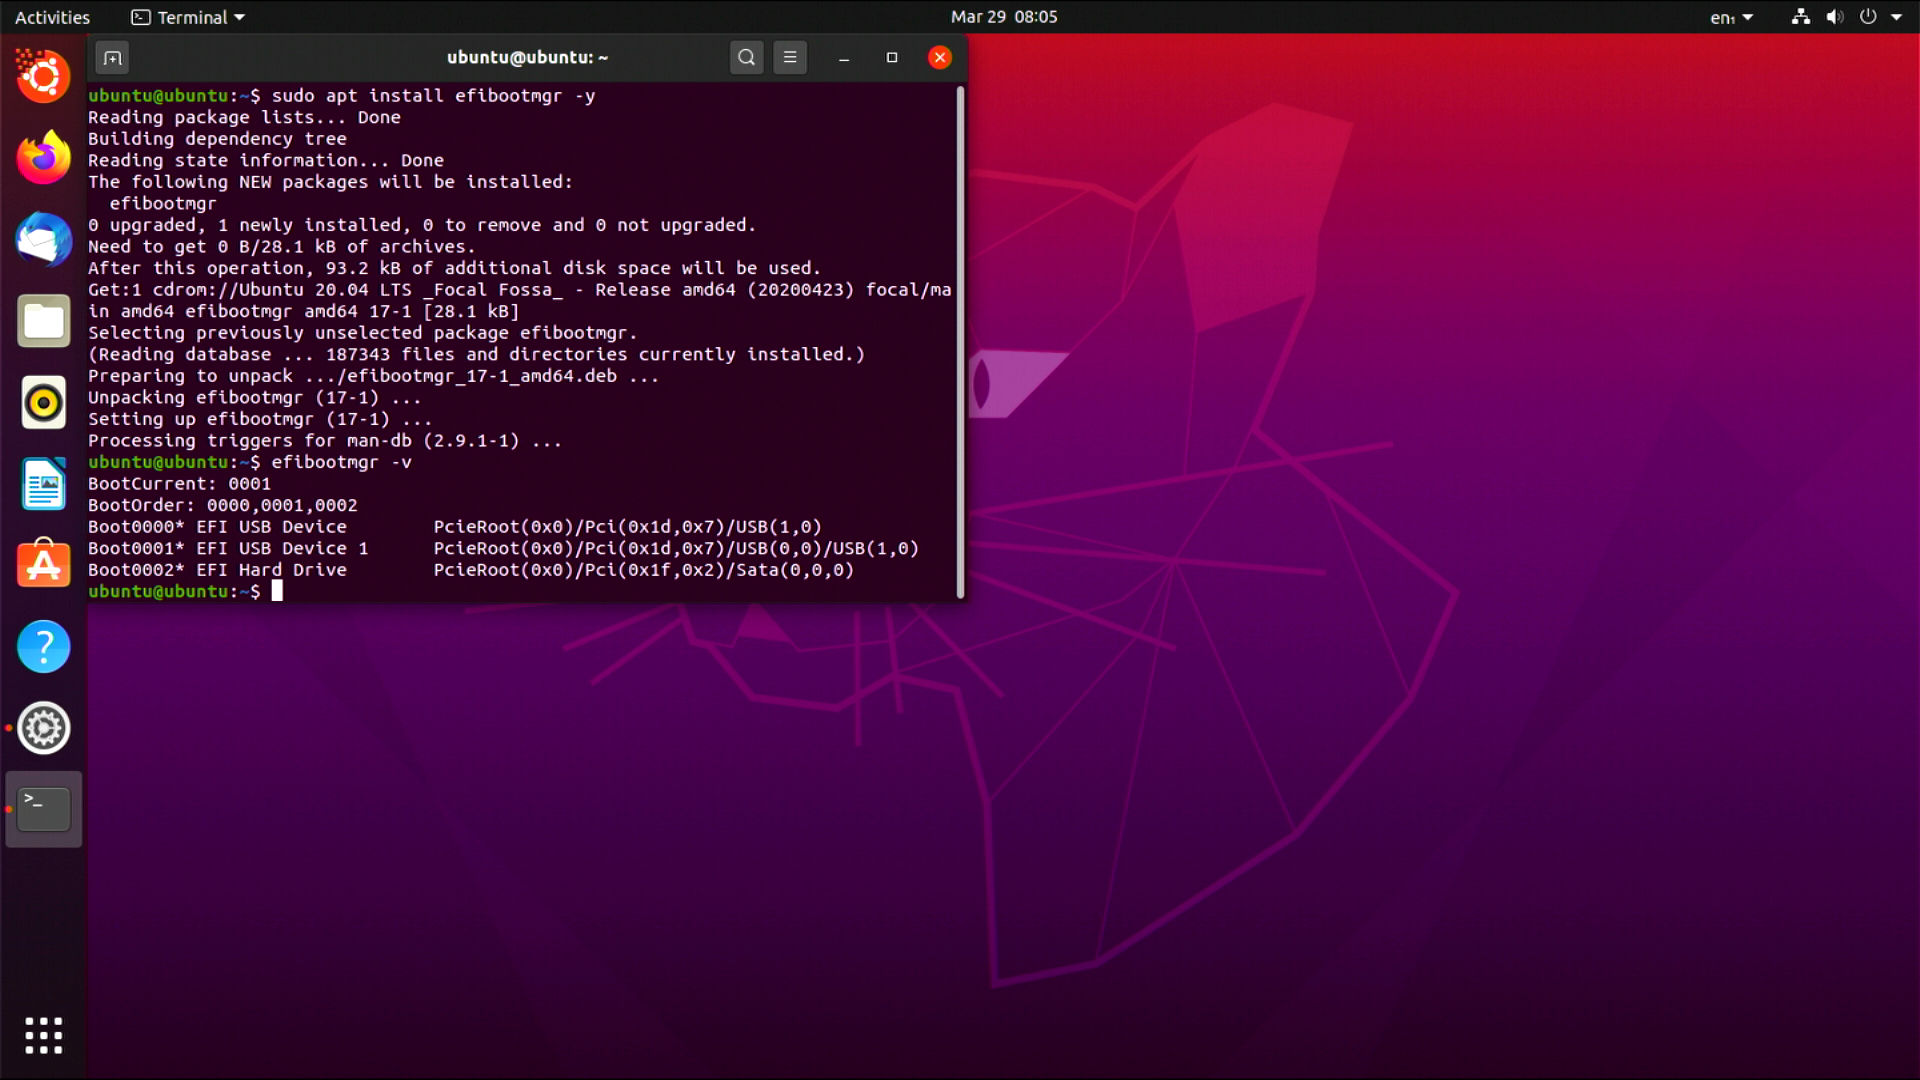 Activities Terminal Mar 29 08:05 en₁
ubuntu@ubuntu: ~
ubuntu@ubuntu:~$ sudo apt install efibootmgr -y
Reading package lists... Done
Building dependency tree
Reading state information... Done
The following NEW packages will be installed:
  efibootmgr
0 upgraded, 1 newly installed, 0 to remove and 0 not upgraded.
Need to get 0 B/28.1 kB of archives.
After this operation, 93.2 kB of additional disk space will be used.
Get:1 cdrom://Ubuntu 20.04 LTS _Focal Fossa_ - Release amd64 (20200423) focal/ma
in amd64 efibootmgr amd64 17-1 [28.1 kB]
Selecting previously unselected package efibootmgr.
(Reading database ... 187343 files and directories currently installed.)
Preparing to unpack .../efibootmgr_17-1_amd64.deb ...
Unpacking efibootmgr (17-1) ...
Setting up efibootmgr (17-1) ...
Processing triggers for man-db (2.9.1-1) ...
ubuntu@ubuntu:~$ efibootmgr -v
BootCurrent: 0001
BootOrder: 0000,0001,0002
Boot0000* EFI USB Device        PcieRoot(0x0)/Pci(0x1d,0x7)/USB(1,0)
Boot0001* EFI USB Device 1      PcieRoot(0x0)/Pci(0x1d,0x7)/USB(0,0)/USB(1,0)
Boot0002* EFI Hard Drive        PcieRoot(0x0)/Pci(0x1f,0x2)/Sata(0,0,0)
ubuntu@ubuntu:~$